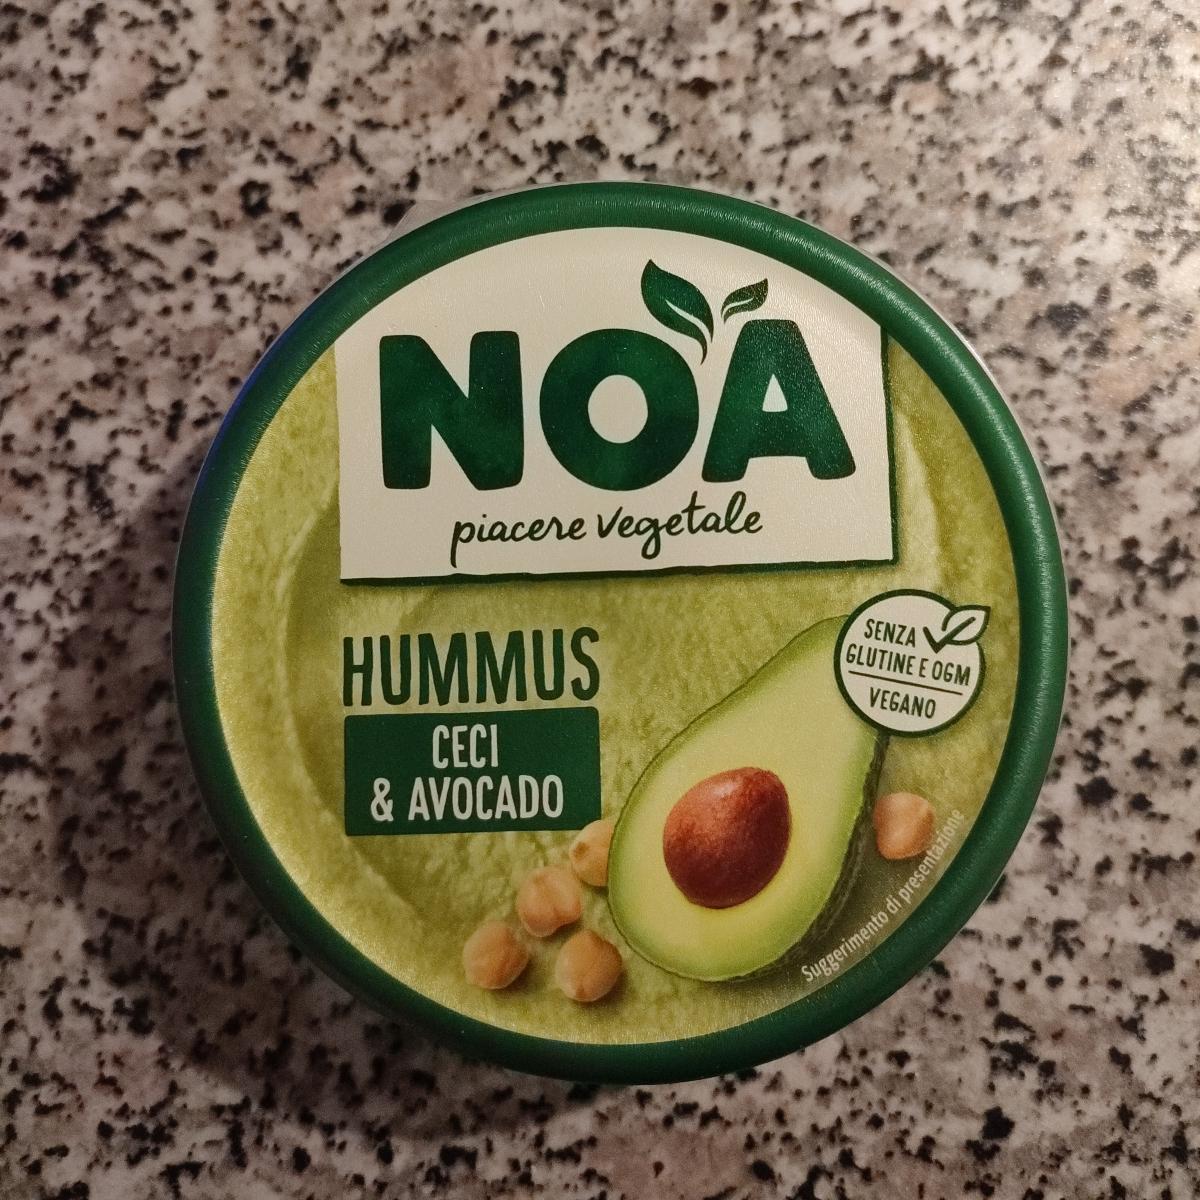 NOA
piacere vegetale
HUMMUS
CECI
& AVOCADO
SENZA
GLUTINE E OGM
VEGANO
Suggerimento di presentazione